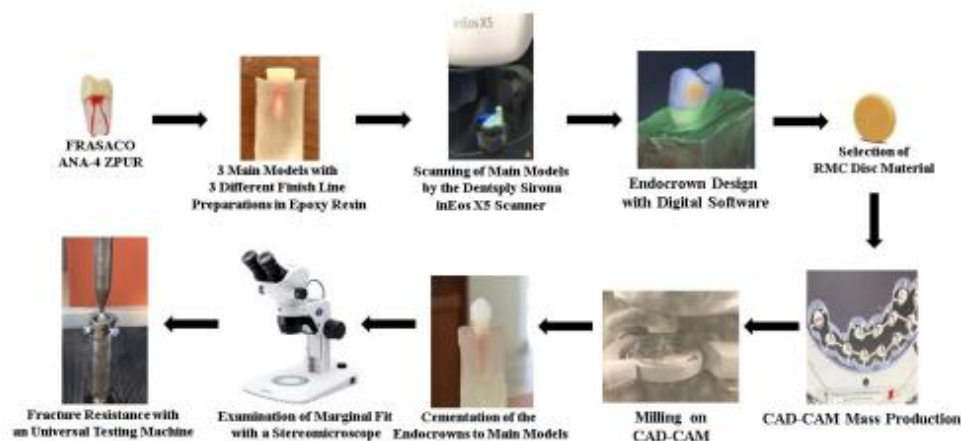 inEos X5
FRASACO
ANA-4 ZPUR
3 Main Models with
3 Different Finish Line
Preparations in Epoxy Resin
Scanning of Main Models
by the Dentsply Sirona
inEos X5 Scanner
Endocrown Design
with Digital Software
Selection of
RMC Disc Material
Fracture Resistance with
an Universal Testing Machine
Examination of Marginal Fit
with a Stereomicroscope
Cementation of the
Endocrowns to Main Models
Milling on
CAD-CAM
CAD-CAM Mass Production